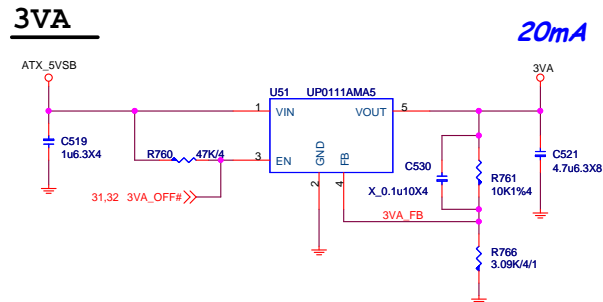 3VA
20mA
ATX_5VSB
3VA
U51 UP0111AMA5
1 VIN VOUT 5
C519
1u6.3X4
R760 47K/4
3 EN
GND
FB
2
4
C530
X_0.1u10X4
R761
10K1%4
C521
4.7u6.3X8
31,32 3VA_OFF#
3VA_FB
R766
3.09K/4/1